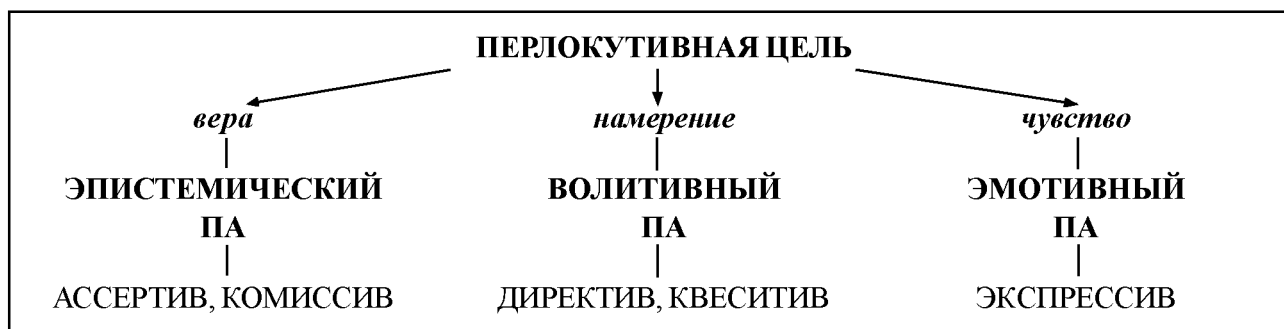 ПЕРЛОКУТИВНАЯ ЦЕЛЬ
вера намерение чувство
ЭПИСТЕМИЧЕСКИЙ ВОЛИТИВНЫЙ ЭМОТИВНЫЙ
ПА ПА ПА
АССЕРТИВ, КОМИССИВ ДИРЕКТИВ, КВЕСИТИВ ЭКСПРЕССИВ